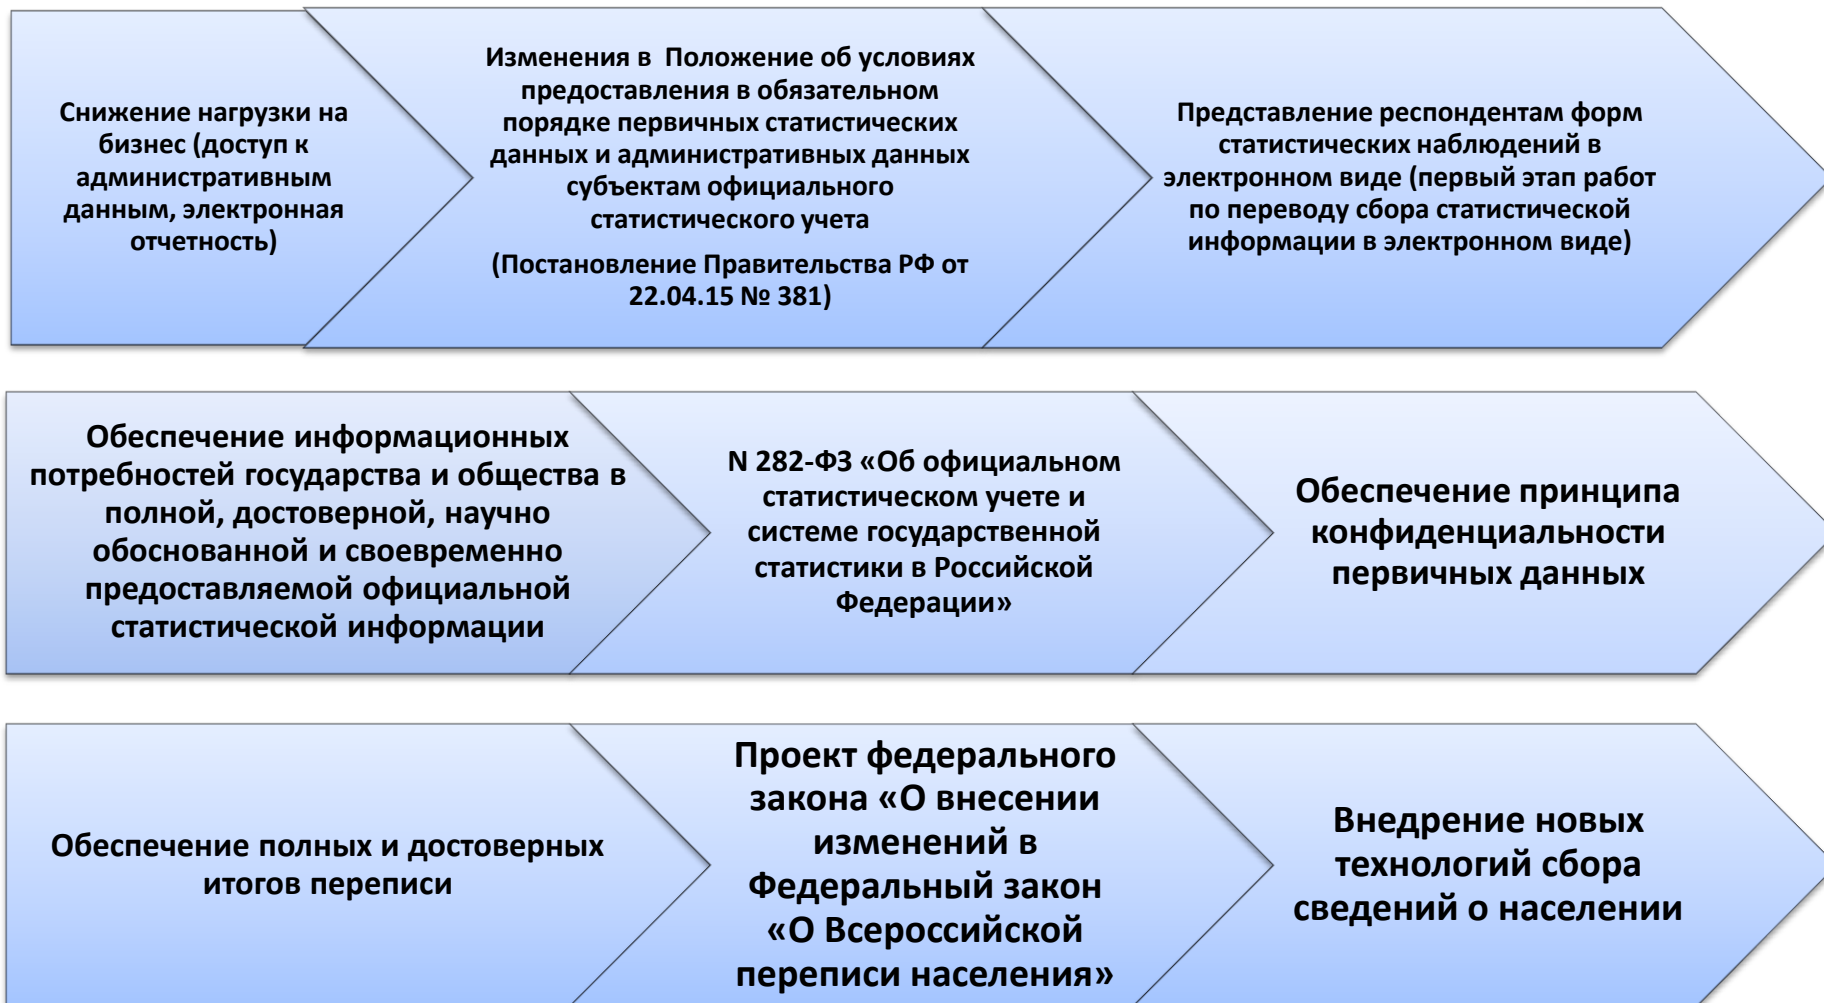 Снижение нагрузки на
бизнес (доступ к
административным
данным, электронная
отчетность)
Изменения в  Положение об условиях
предоставления в обязательном
порядке первичных статистических
данных и административных данных
субъектам официального
статистического учета
(Постановление Правительства РФ от
22.04.15 № 381)
Представление респондентам форм
статистических наблюдений в
электронном виде (первый этап работ
по переводу сбора статистической
информации в электронном виде)
Обеспечение информационных
потребностей государства и общества в
полной, достоверной, научно
обоснованной и своевременно
предоставляемой официальной
статистической информации
N 282-ФЗ «Об официальном
статистическом учете и
системе государственной
статистики в Российской
Федерации»
Обеспечение принципа
конфиденциальности
первичных данных
Обеспечение полных и достоверных
итогов переписи
Проект федерального
закона «О внесении
изменений в
Федеральный закон
«О Всероссийской
переписи населения»
Внедрение новых
технологий сбора
сведений о населении